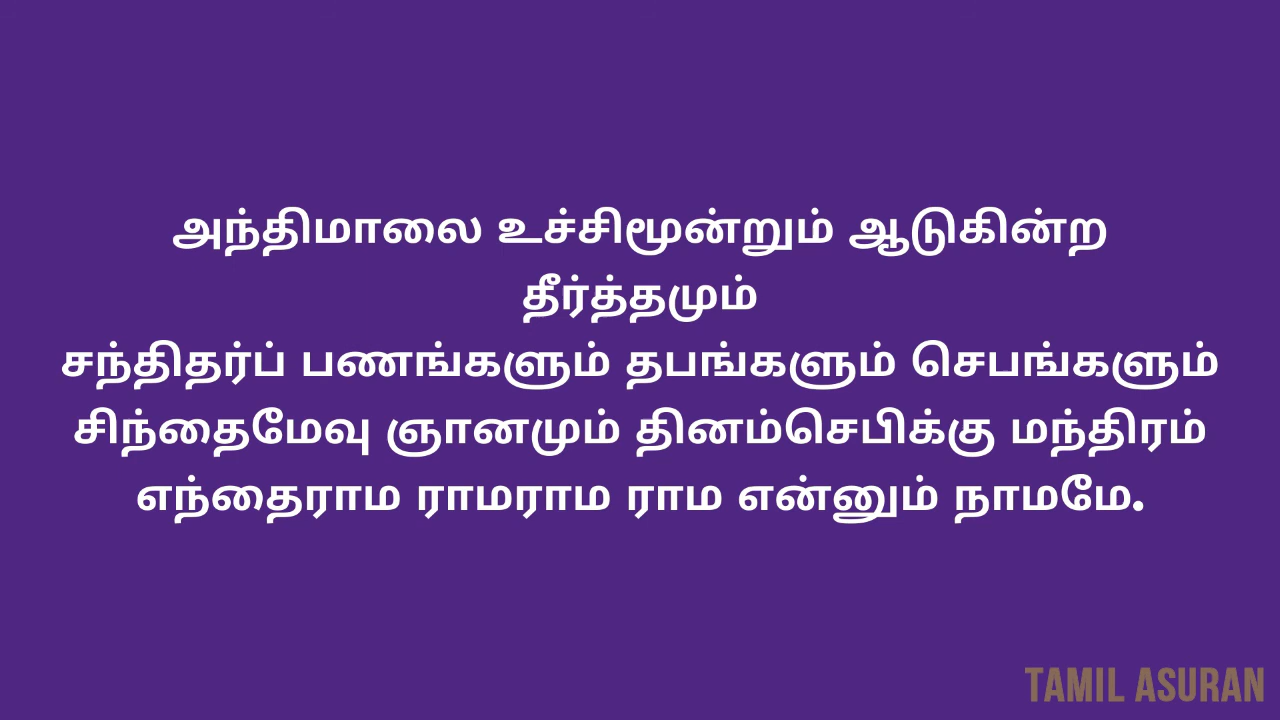 அந்திமாலை உச்சிமூன்றும் ஆடுகின்ற
தீர்த்தமும்
சந்திதர்ப் பணங்களும் தபங்களும் செபங்களும்
சிந்தைமேவு ஞானமும் தினம்செபிக்கு மந்திரம்
எந்தைராம ராமராம ராம என்னும் நாமமே.
TAMIL ASURAN